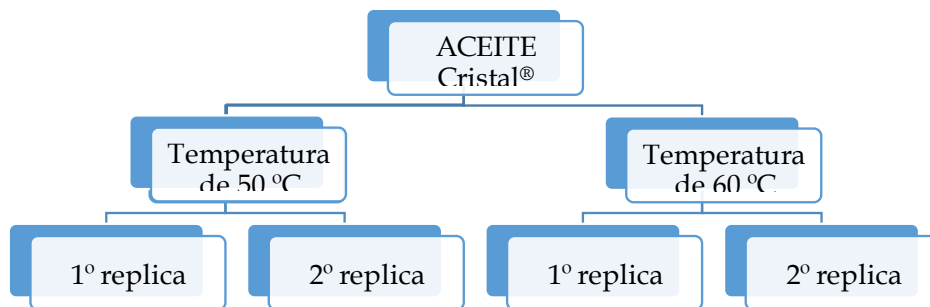 ACEITE
Cristal®
Temperatura
de 50 ºC
Temperatura
de 60 ºC
1º replica
2º replica
1º replica
2º replica